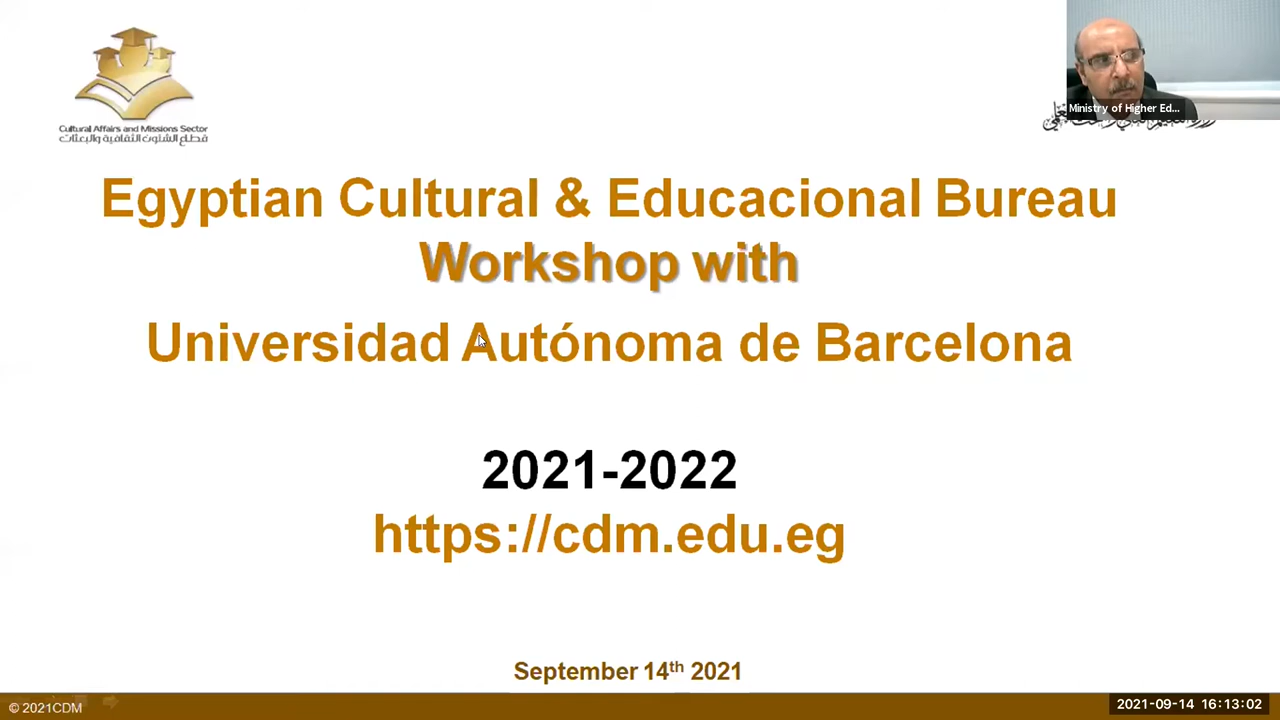 Cultural Affairs and Missions Sector
قطاع الشئون الثقافية والبعثات
Ministry of Higher Ed...
Egyptian Cultural & Educacional Bureau
Workshop with
Universidad Autónoma de Barcelona
2021-2022
https://cdm.edu.eg
September 14th 2021
© 2021CDM
2021-09-14 16:13:02